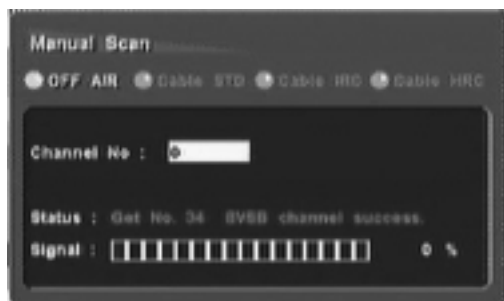 Manual Scan
OFF AIR Cable STD Cable IRC Cable HRC
Channel No : 0
Status : Get No. 34 8VSB channel success.
Signal : 0 %